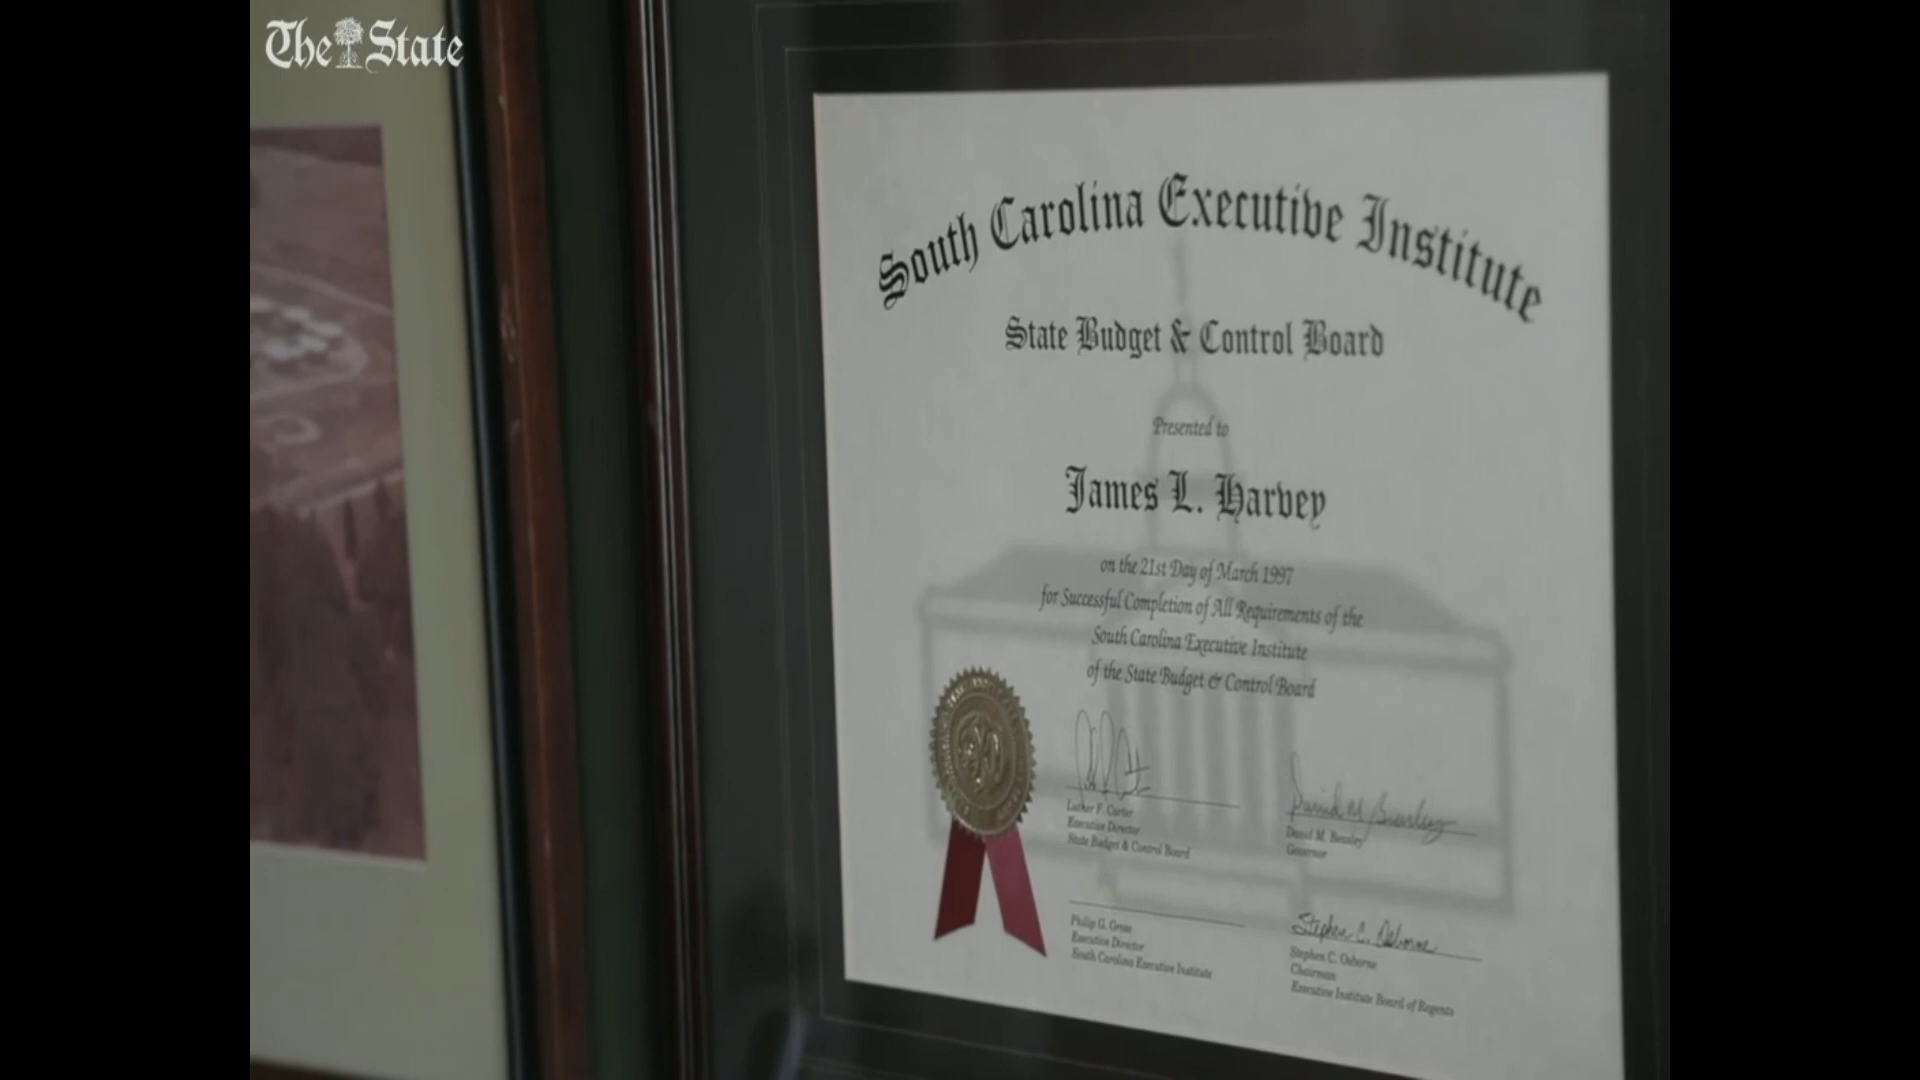 The State
South Carolina Executive Institute
State Budget & Control Board
Presented to
James L. Harvey
on the 21st Day of March 1997
for Successful Completion of All Requirements of the
South Carolina Executive Institute
of the State Budget & Control Board
Luther F. Carter
Executive Director
State Budget & Control Board
David M. Beasley
Governor
Philip G. Grose
Executive Director
South Carolina Executive Institute
Stephen C. Osborne
Stephen C. Osborne
Chairman
Executive Institute Board of Regents